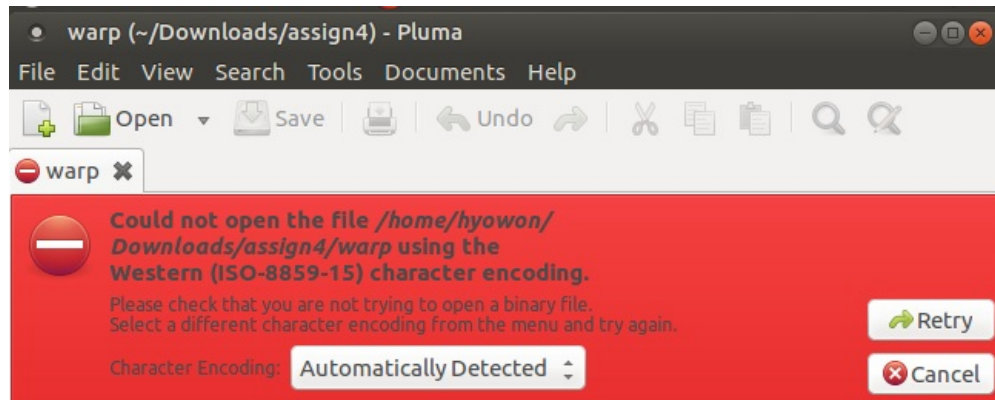 warp (~/Downloads/assign4) - Pluma
File Edit View Search Tools Documents Help
Open Save Undo
warp
Could not open the file /home/hyowon/
Downloads/assign4/warp using the
Western (ISO-8859-15) character encoding.
Please check that you are not trying to open a binary file.
Select a different character encoding from the menu and try again.
Retry
Character Encoding: Automatically Detected
Cancel